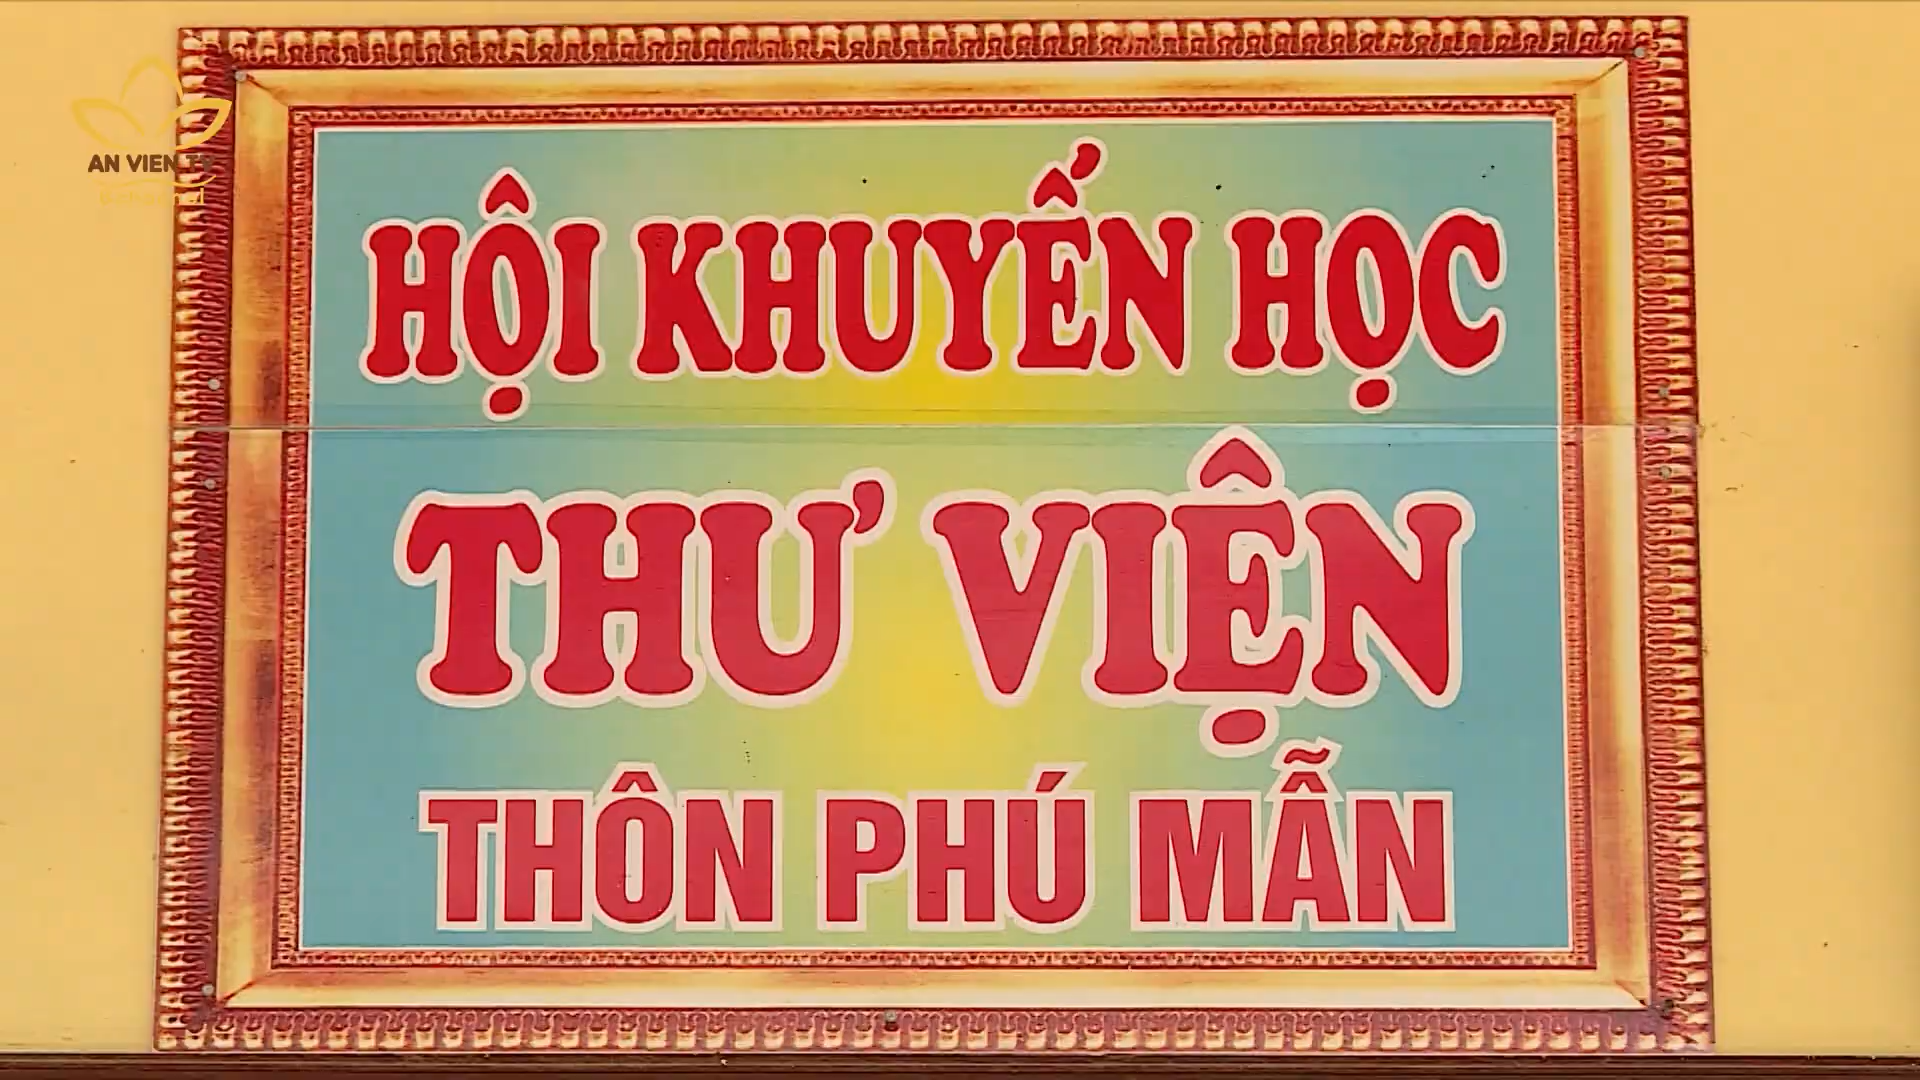 AN VIEN TV
HỘI KHUYẾN HỌC
THƯ VIỆN
THÔN PHÚ MẪN